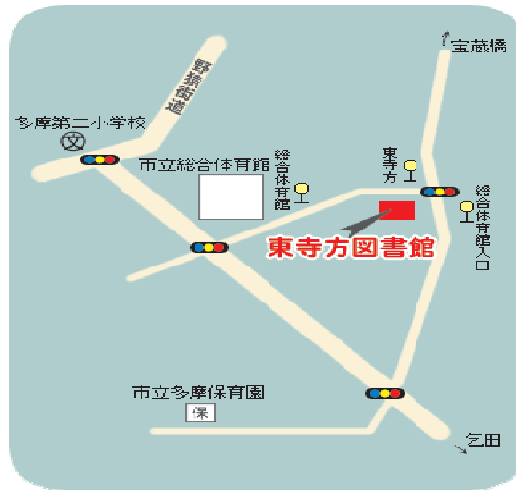 宝蔵橋
野猿街道
多摩第二小学校
文
市立総合体育館
総合体育館
東寺方
総合体育館入口
東寺方図書館
市立多摩保育園
保
乞田